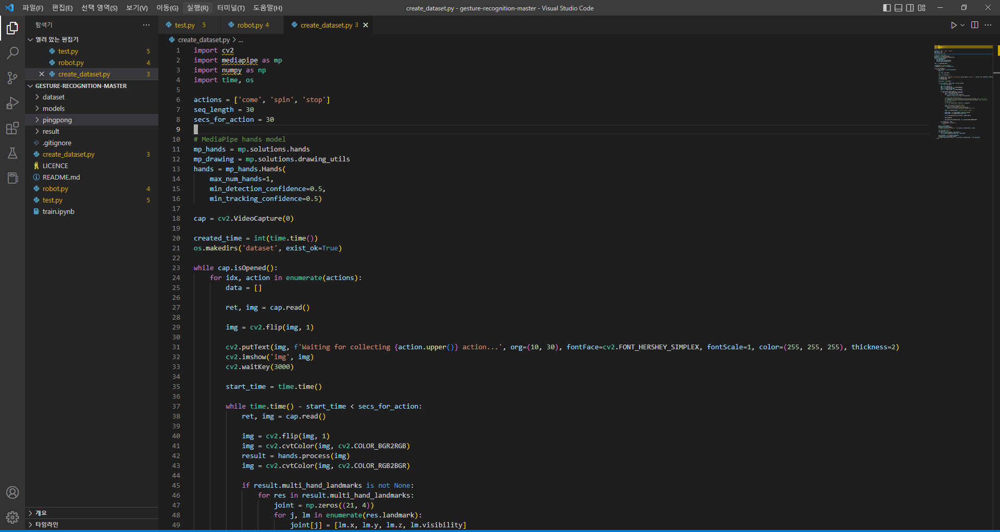 파일(F) 편집(E) 선택 영역(S) 보기(V) 이동(G) 실행(R) 터미널(T) 도움말(H)
create_dataset.py - gesture-recognition-master - Visual Studio Code
탐색기
열려 있는 편집기
test.py 5
robot.py 4
create_dataset.py 3
GESTURE-RECOGNITION-MASTER
dataset
models
pingpong
result
.gitignore
create_dataset.py 3
LICENCE
README.md
robot.py 4
test.py 5
train.ipynb
개요
타임라인
test.py 5 robot.py 4 create_dataset.py 3
create_dataset.py > ...
1 import cv2
2 import mediapipe as mp
3 import numpy as np
4 import time, os
5
6 actions = ['come', 'spin', 'stop']
7 seq_length = 30
8 secs_for_action = 30
9
10 # MediaPipe hands model
11 mp_hands = mp.solutions.hands
12 mp_drawing = mp.solutions.drawing_utils
13 hands = mp_hands.Hands(
14     max_num_hands=1,
15     min_detection_confidence=0.5,
16     min_tracking_confidence=0.5)
17
18 cap = cv2.VideoCapture(0)
19
20 created_time = int(time.time())
21 os.makedirs('dataset', exist_ok=True)
22
23 while cap.isOpened():
24     for idx, action in enumerate(actions):
25         data = []
26
27         ret, img = cap.read()
28
29         img = cv2.flip(img, 1)
30
31         cv2.putText(img, f'Waiting for collecting {action.upper()} action...', org=(10, 30), fontFace=cv2.FONT_HERSHEY_SIMPLEX, fontScale=1, color=(255, 255, 255), thickness=2)
32         cv2.imshow('img', img)
33         cv2.waitKey(3000)
34
35         start_time = time.time()
36
37         while time.time() - start_time < secs_for_action:
38             ret, img = cap.read()
39
40             img = cv2.flip(img, 1)
41             img = cv2.cvtColor(img, cv2.COLOR_BGR2RGB)
42             result = hands.process(img)
43             img = cv2.cvtColor(img, cv2.COLOR_RGB2BGR)
44
45             if result.multi_hand_landmarks is not None:
46                 for res in result.multi_hand_landmarks:
47                     joint = np.zeros((21, 4))
48                     for j, lm in enumerate(res.landmark):
49                         joint[j] = [lm.x, lm.y, lm.z, lm.visibility]